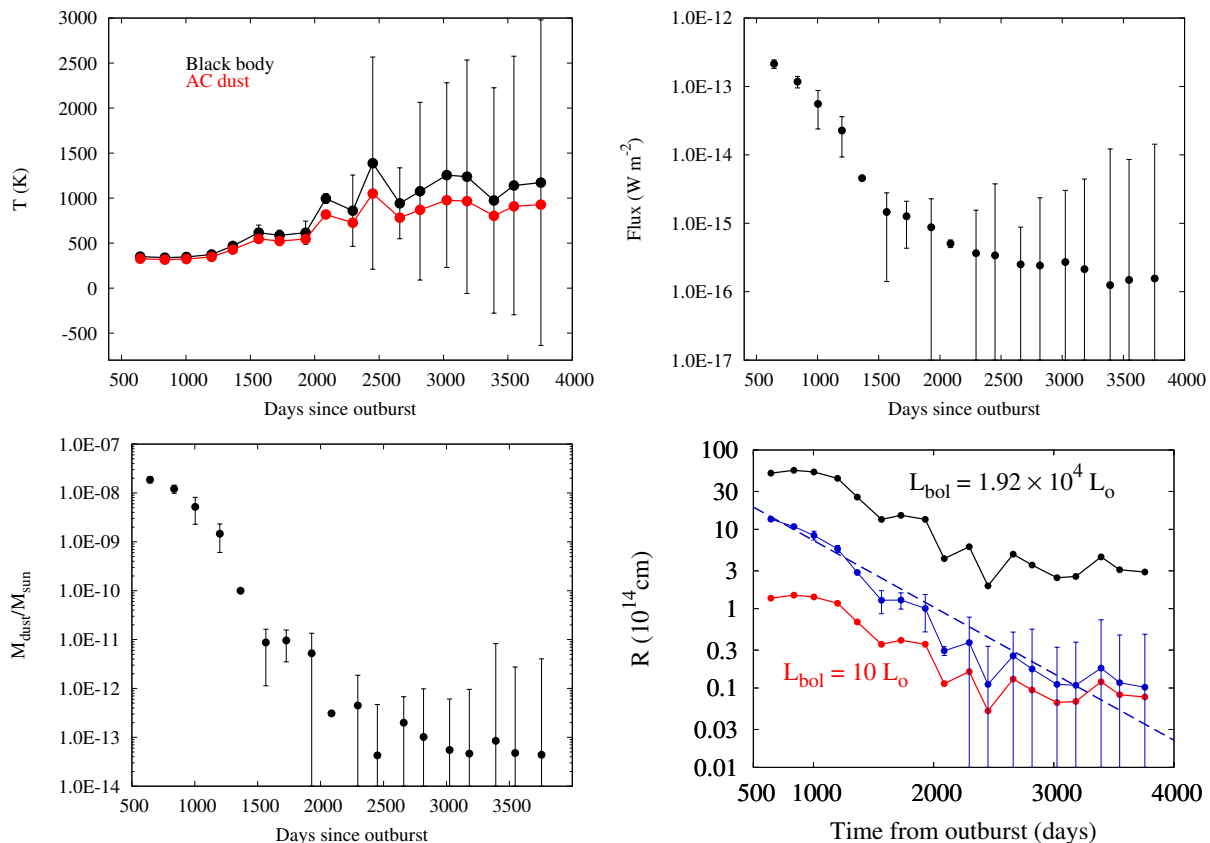 3000
2500
2000
1500
1000
500
0
-500
T (K)
Black body
AC dust
500 1000 1500 2000 2500 3000 3500 4000
Days since outburst
1.0E-12
1.0E-13
1.0E-14
1.0E-15
1.0E-16
1.0E-17
Flux (W m-2)
500 1000 1500 2000 2500 3000 3500 4000
Days since outburst
1.0E-07
1.0E-08
1.0E-09
1.0E-10
1.0E-11
1.0E-12
1.0E-13
1.0E-14
Mdust/Msun
500 1000 1500 2000 2500 3000 3500
Days since outburst
100
30
10
3
1
0.3
0.1
0.03
0.01
R (10^14 cm)
Lbol = 1.92 × 10^4 Lo
Lbol = 10 Lo
500 1000 2000 3000 4000
Time from outburst (days)